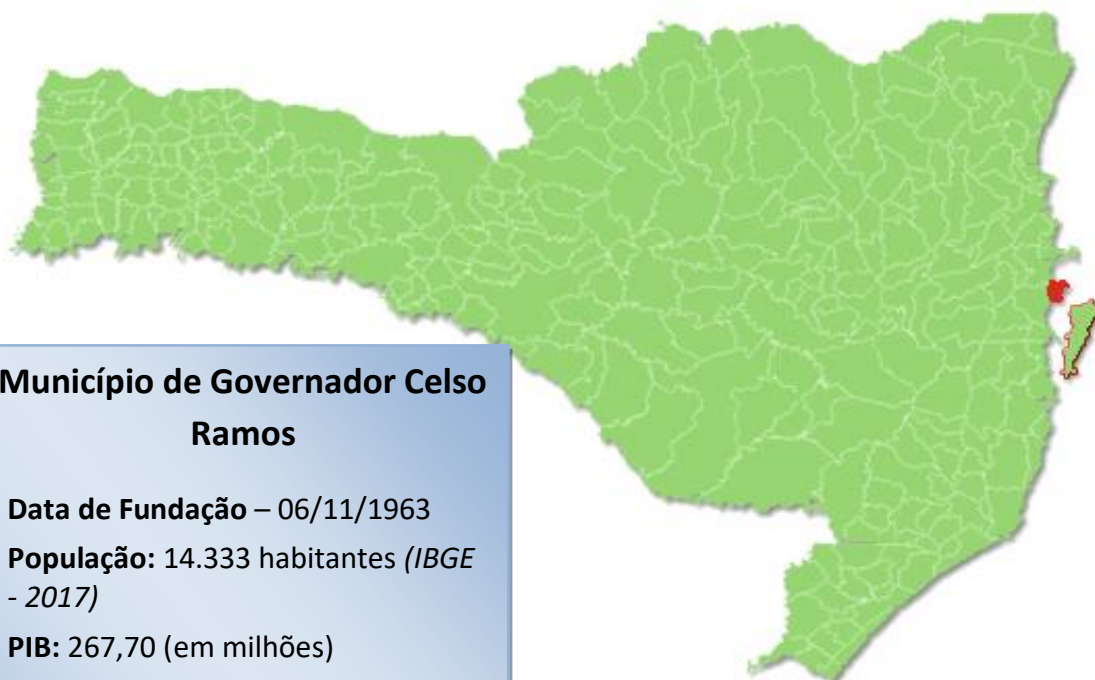 Município de Governador Celso
Ramos
Data de Fundação – 06/11/1963
População: 14.333 habitantes (IBGE
- 2017)
PIB: 267,70 (em milhões)